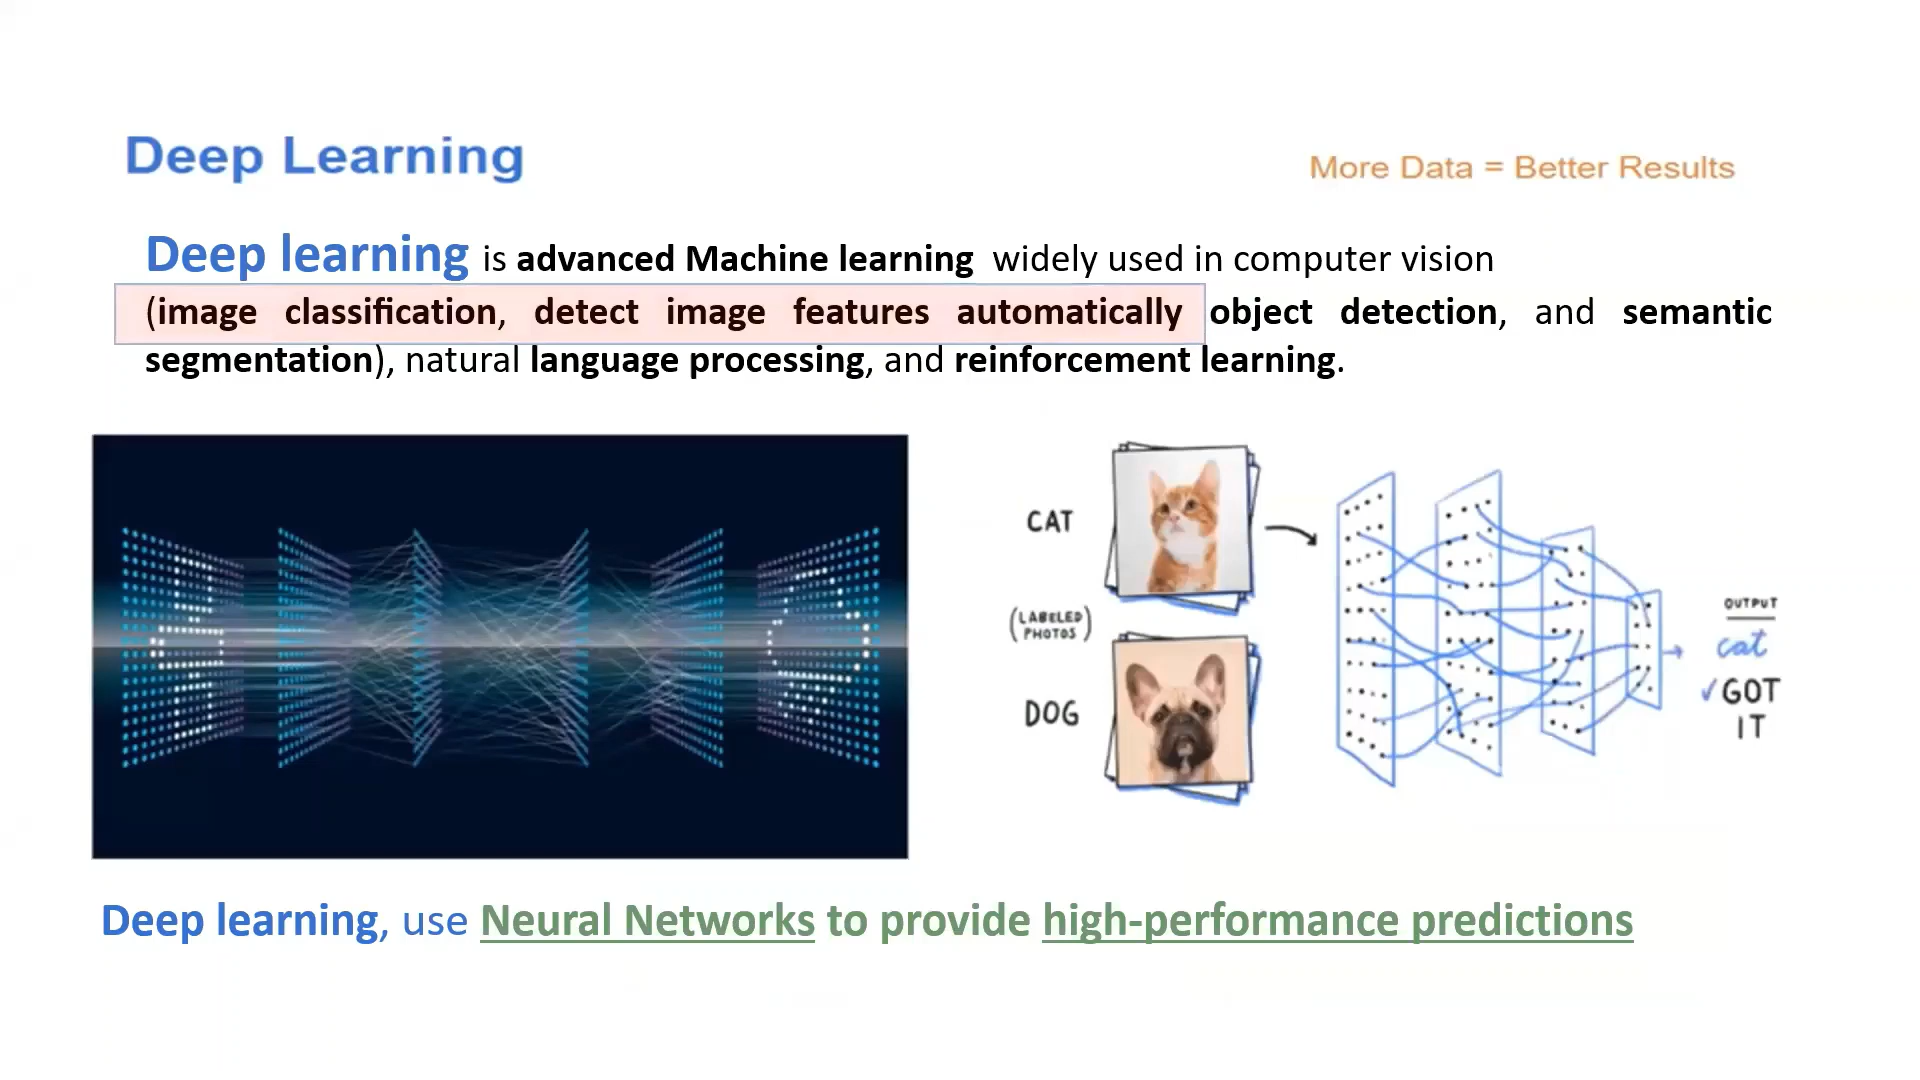 Deep Learning
More Data = Better Results
Deep learning is advanced Machine learning widely used in computer vision
(image classification, detect image features automatically object detection, and semantic
segmentation), natural language processing, and reinforcement learning.
CAT
(LABELED
PHOTOS)
DOG
OUTPUT
cat
✓GOT
IT
Deep learning, use Neural Networks to provide high-performance predictions